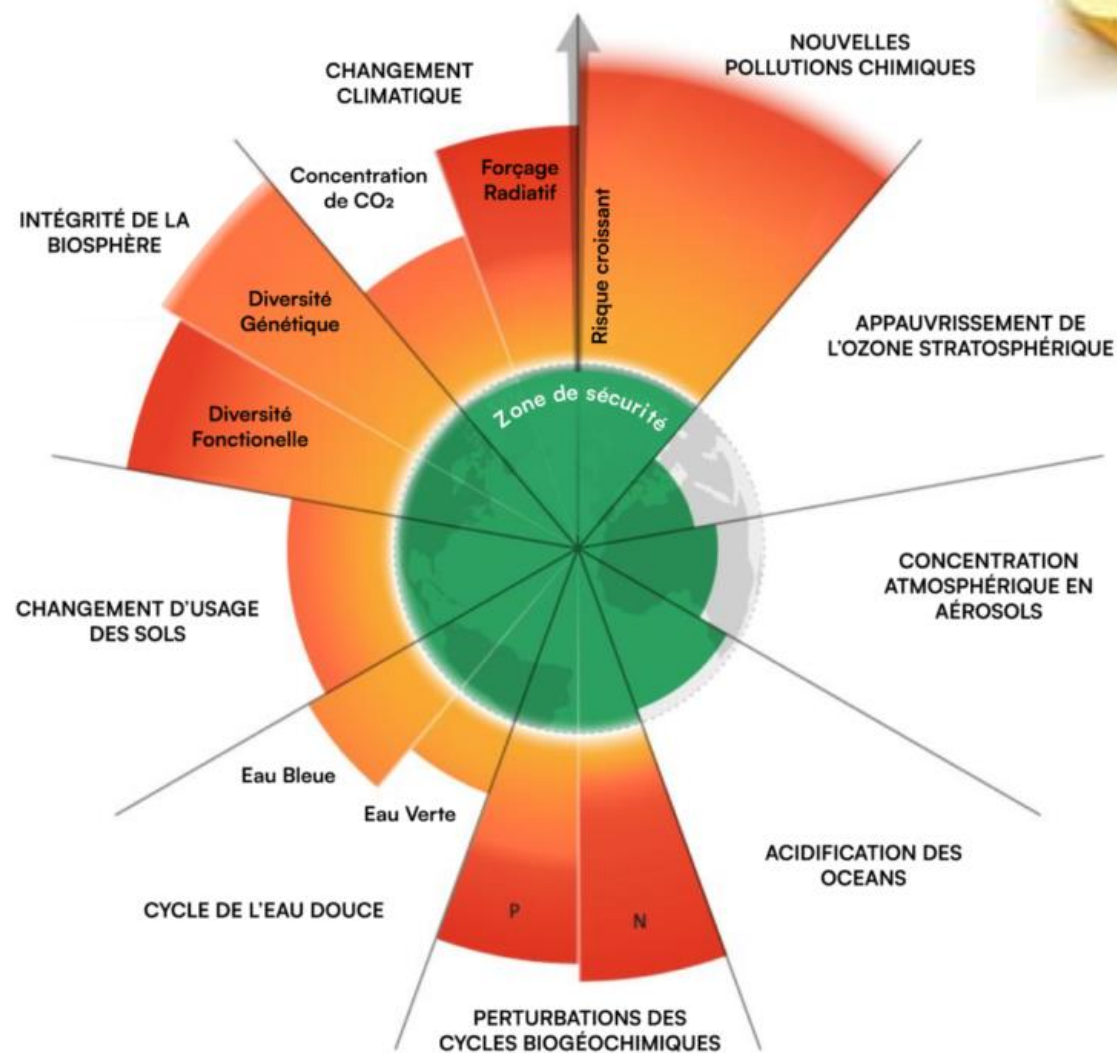 NOUVELLES
POLLUTIONS CHIMIQUES
CHANGEMENT
CLIMATIQUE
Concentration
de CO₂
Forçage
Radiatif
Risque croissant
INTÉGRITÉ DE LA
BIOSPHÈRE
Diversité
Génétique
APPAUVRISSEMENT DE
L'OZONE STRATOSPHÉRIQUE
Zone de sécurité
Diversité
Fonctionelle
CONCENTRATION
ATMOSPHÉRIQUE EN
AÉROSOLS
CHANGEMENT D'USAGE
DES SOLS
Eau Bleue
Eau Verte
ACIDIFICATION DES
OCEANS
CYCLE DE L'EAU DOUCE
P
N
PERTURBATIONS DES
CYCLES BIOGÉOCHIMIQUES